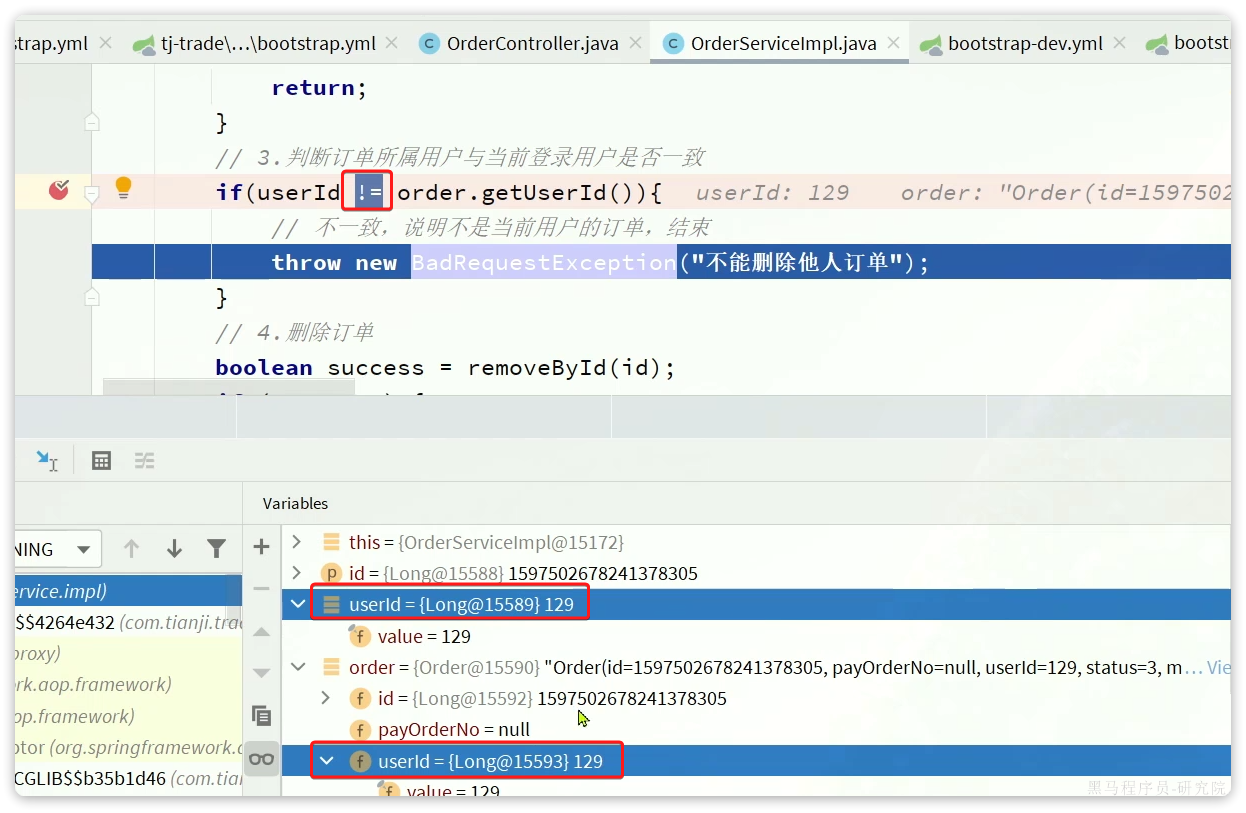 trap.yml
tj-trade\...\bootstrap.yml
OrderController.java
OrderServiceImpl.java
bootstrap-dev.yml
bootst
return;
}
// 3.判断订单所属用户与当前登录用户是否一致
if(userId != order.getUserId()){ userId: 129 order: "Order(id=1597502
// 不一致，说明不是当前用户的订单，结束
throw new BadRequestException("不能删除他人订单");
}
// 4.删除订单
boolean success = removeById(id);
Variables
NING
ervice.impl)
$$4264e432 (com.tianji.tra
proxy)
rk.aop.framework)
op.framework)
ptor (org.springframework.a
CGLIB$$b35b1d46 (com.tian
this = {OrderServiceImpl@15172}
p id = {Long@15588} 1597502678241378305
userId = {Long@15589} 129
f value = 129
order = {Order@15590} "Order(id=1597502678241378305, payOrderNo=null, userId=129, status=3, m... Vie
f id = {Long@15592} 1597502678241378305
f payOrderNo = null
f userId = {Long@15593} 129
f value = 129
黑马程序员-研究院